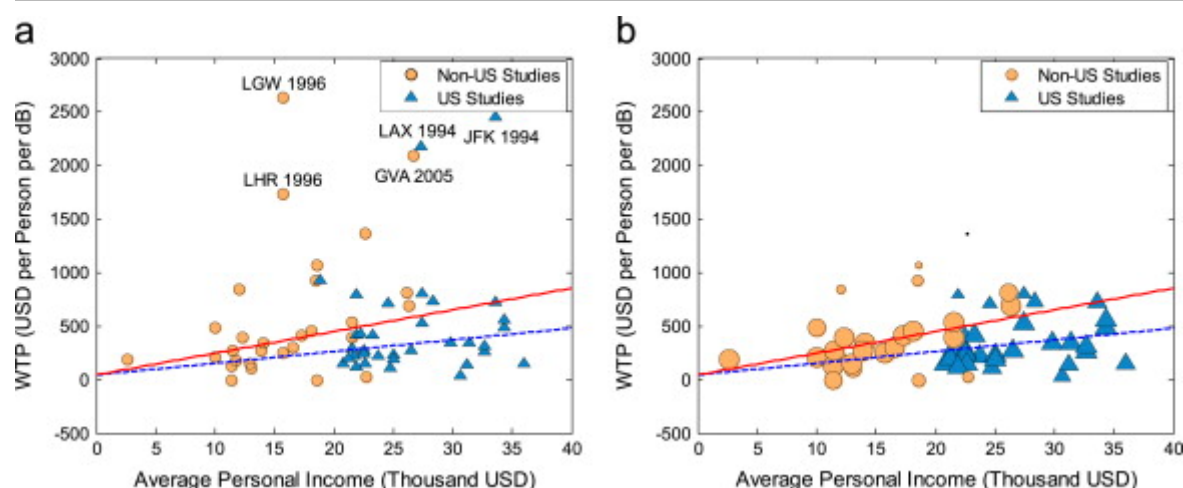 a
WTP (USD per Person per dB)
3000
2500
2000
1500
1000
500
0
-500
0 5 10 15 20 25 30 35 40
Average Personal Income (Thousand USD)
Non-US Studies
US Studies
LGW 1996
LAX 1994
JFK 1994
GVA 2005
LHR 1996
b
WTP (USD per Person per dB)
3000
2500
2000
1500
1000
500
0
-500
0 5 10 15 20 25 30 35 40
Average Personal Income (Thousand USD)
Non-US Studies
US Studies